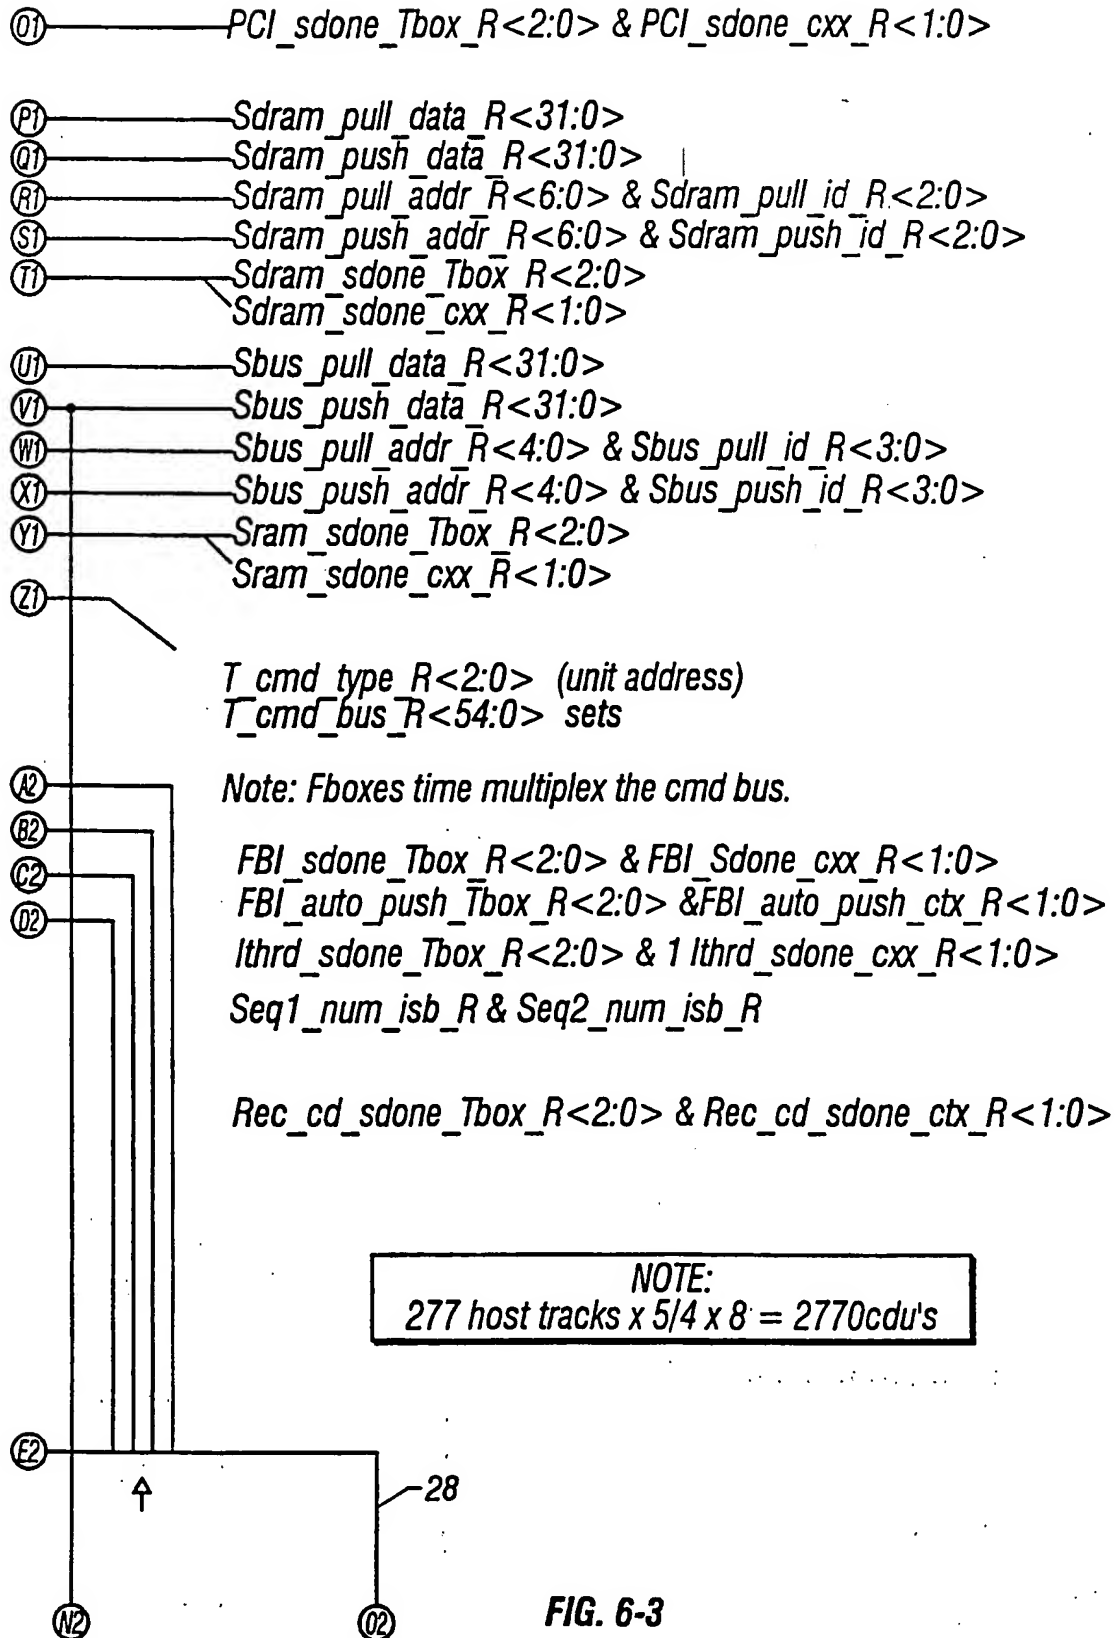 O1 PCI_sdone_Tbox_R<2:0> & PCI_sdone_cxx_R<1:0>
P1 Sdram_pull_data_R<31:0>
Q1 Sdram_push_data_R<31:0>
R1 Sdram_pull_addr_R<6:0> & Sdram_pull_id_R<2:0>
S1 Sdram_push_addr_R<6:0> & Sdram_push_id_R<2:0>
T1 Sdram_sdone_Tbox_R<2:0>
Sdram_sdone_cxx_R<1:0>
U1 Sbus_pull_data_R<31:0>
V1 Sbus_push_data_R<31:0>
W1 Sbus_pull_addr_R<4:0> & Sbus_pull_id_R<3:0>
X1 Sbus_push_addr_R<4:0> & Sbus_push_id_R<3:0>
Y1 Sram_sdone_Tbox_R<2:0>
Sram_sdone_cxx_R<1:0>
Z1
T_cmd_type_R<2:0> (unit address)
T_cmd_bus_R<54:0> sets
A2 Note: Fboxes time multiplex the cmd bus.
B2
FBI_sdone_Tbox_R<2:0> & FBI_Sdone_cxx_R<1:0>
C2
FBI_auto_push_Tbox_R<2:0> &FBI_auto_push_ctx_R<1:0>
D2
Ithrd_sdone_Tbox_R<2:0> & 1 Ithrd_sdone_cxx_R<1:0>
Seq1_num_isb_R & Seq2_num_isb_R
Rec_cd_sdone_Tbox_R<2:0> & Rec_cd_sdone_ctx_R<1:0>
NOTE:
277 host tracks x 5/4 x 8 = 2770cdu's
E2
28
N2 O2
FIG. 6-3